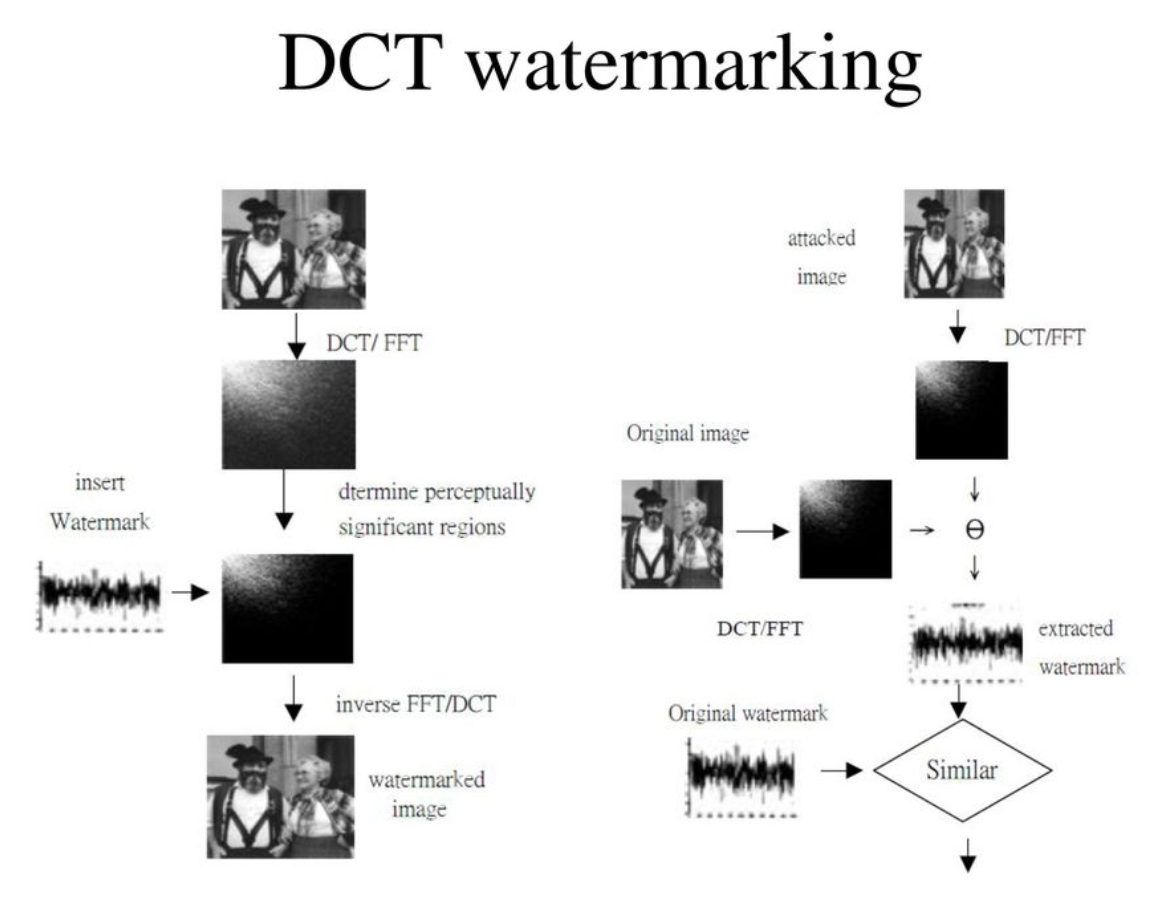 DCT watermarking
DCT/ FFT
dtermine perceptually
significant regions
insert
Watermark
inverse FFT/DCT
watermarked
image
attacked
image
DCT/FFT
Original image
DCT/FFT
Θ
extracted
watermark
Original watermark
Similar